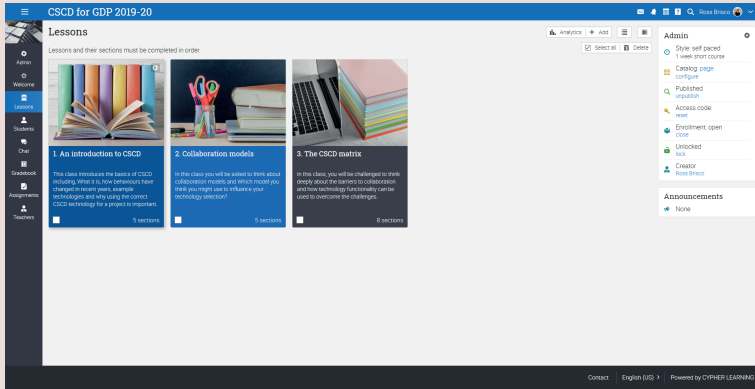 CSCD for GDP 2019-20
Ross Brisco
Admin
Welcome
Lessons
Students
Chat
Gradebook
Assignments
Teachers
Lessons
Analytics
+ Add
Lessons and their sections must be completed in order.
Select all
Delete
1. An introduction to CSCD
This class introduces the basics of CSCD
including, What it is, how behaviours have
changed in recent years, example
technologies and why using the correct
CSCD technology for a project is important.
5 sections
2. Collaboration models
In this class you will be asked to think about
collaboration models and Which model you
think you might use to influence your
technology selection?
5 sections
3. The CSCD matrix
In this class, you will be challenged to think
deeply about the barriers to collaboration
and how technology functionality can be
used to overcome the challenges.
8 sections
Admin
Style: self paced
1 week short course
Catalog: page
configure
Published
unpublish
Access code:
reset
Enrollment: open
close
Unlocked
lock
Creator
Ross Brisco
Announcements
None
Contact
English (US) >
Powered by CYPHER LEARNING